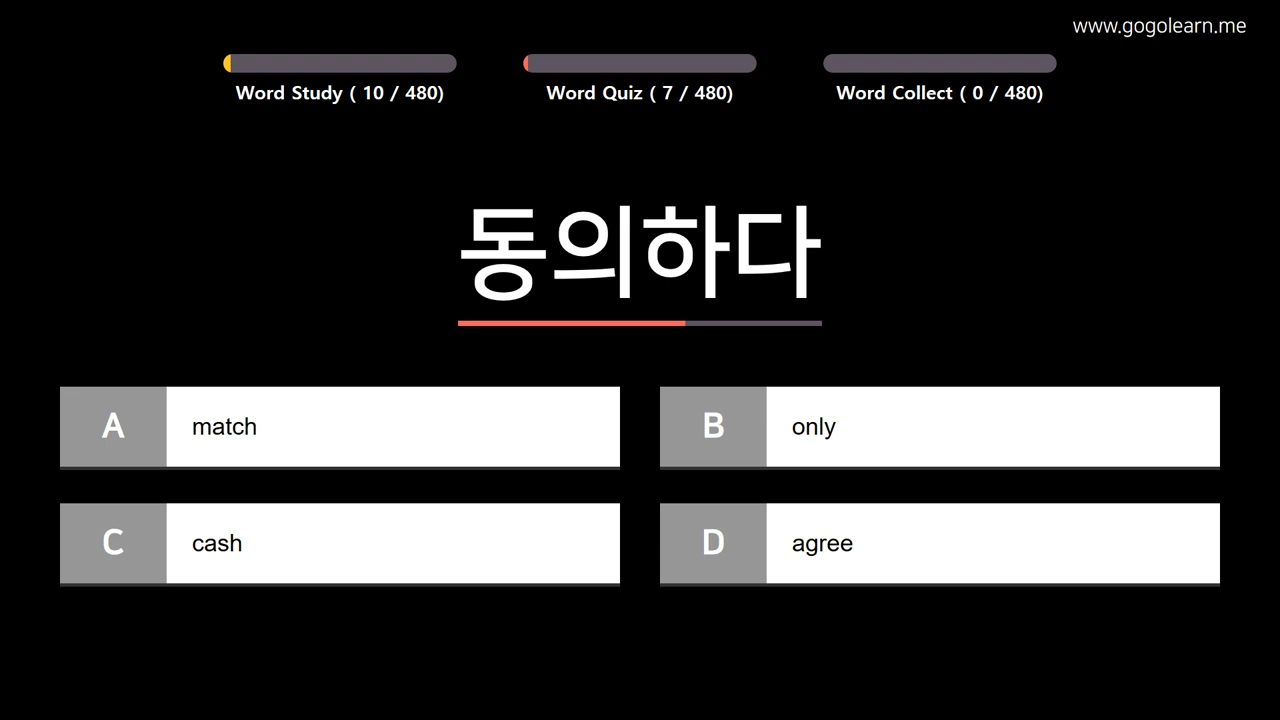 www.gogolearn.me
Word Study ( 10 / 480)
Word Quiz ( 7 / 480)
Word Collect ( 0 / 480)
동의하다
A match
B only
C cash
D agree